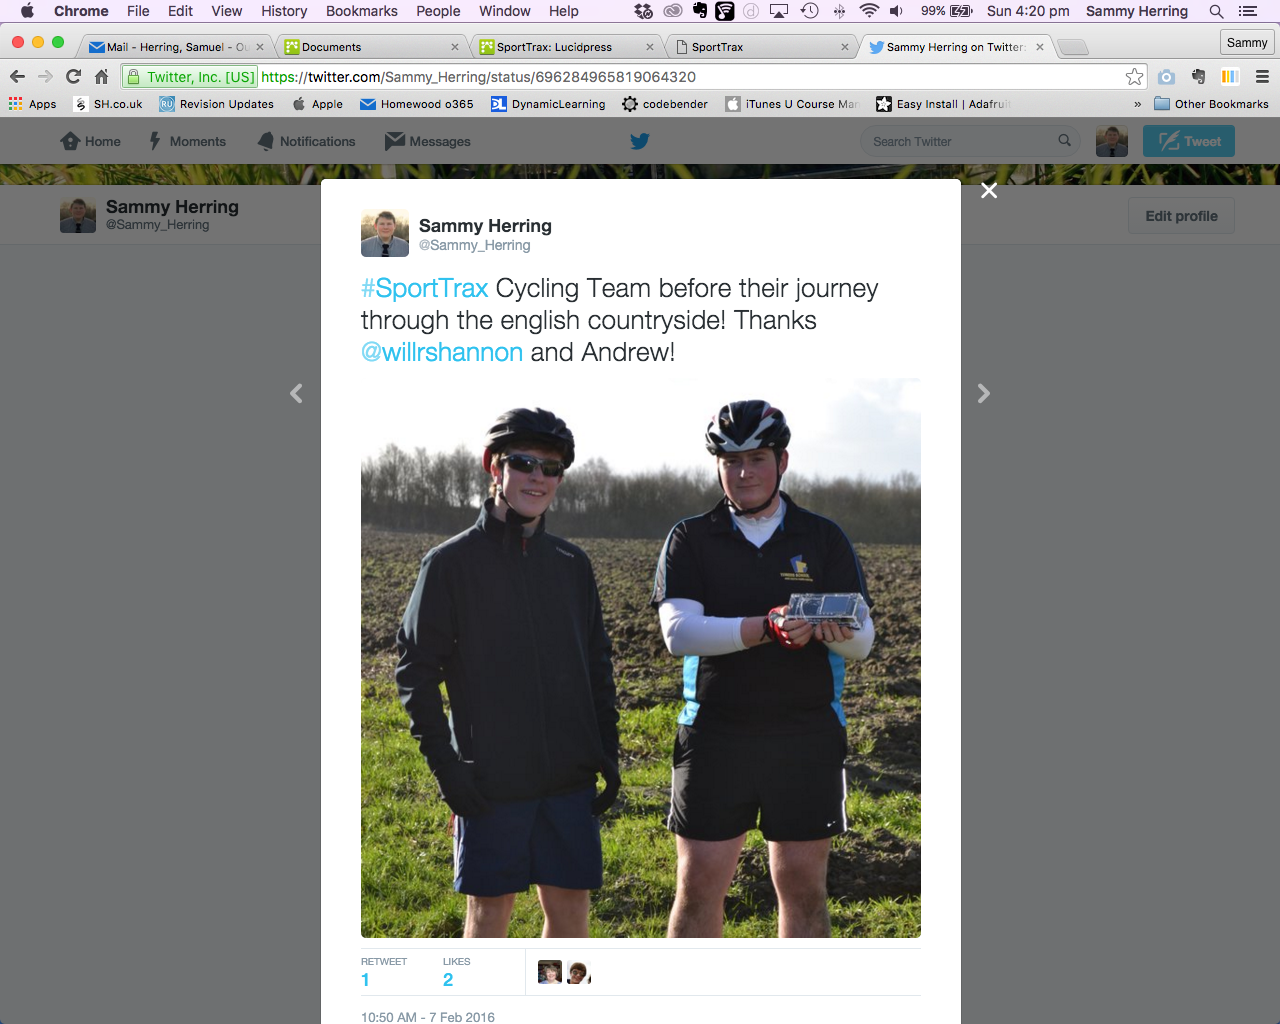 Chrome File Edit View History Bookmarks People Window Help 99% Sun 4:20 pm Sammy Herring
Mail - Herring, Samuel - Ou
Documents
SportTrax: Lucidpress
SportTrax
Sammy Herring on Twitter:
Sammy
Twitter, Inc. [US] https://twitter.com/Sammy_Herring/status/696284965819064320
Apps SH.co.uk Revision Updates Apple Homewood o365 DynamicLearning codebender iTunes U Course Man Easy Install | Adafruit » Other Bookmarks
Home Moments Notifications Messages Search Twitter Tweet
Sammy Herring
@Sammy_Herring
Edit profile
Sammy Herring
@Sammy_Herring
#SportTrax Cycling Team before their journey
through the english countryside! Thanks
@willrshannon and Andrew!
RETWEET LIKES
1 2
10:50 AM - 7 Feb 2016